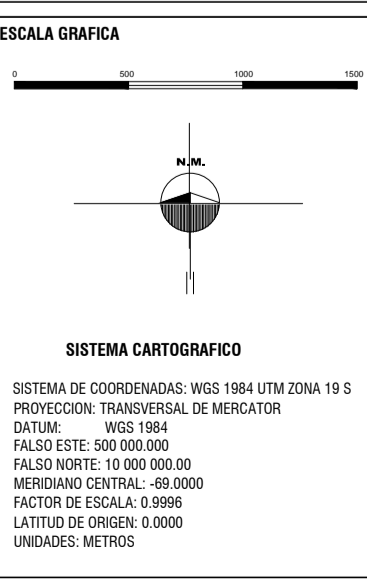 ESCALA GRAFICA
0 500 1000 1500
N.M.
SISTEMA CARTOGRAFICO
SISTEMA DE COORDENADAS: WGS 1984 UTM ZONA 19 S
PROYECCION: TRANSVERSAL DE MERCATOR
DATUM: WGS 1984
FALSO ESTE: 500 000.000
FALSO NORTE: 10 000 000.00
MERIDIANO CENTRAL: -69.0000
FACTOR DE ESCALA: 0.9996
LATITUD DE ORIGEN: 0.0000
UNIDADES: METROS